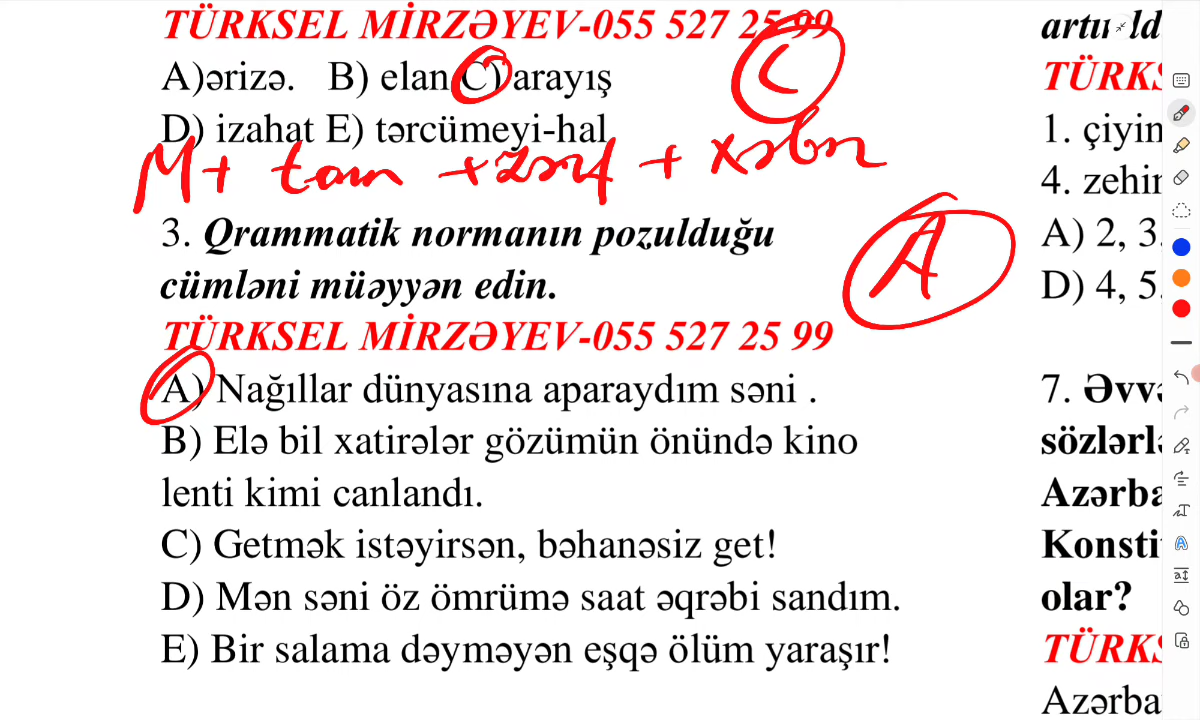 TÜRKSEL MİRZƏYEV-055 527 25 99
A)ərizə. B) elan C) arayış
C
D) izahat E) tərcümeyi-hal
M+ tam +zərf + xəbər
3. Qrammatik normanın pozulduğu
cümləni müəyyən edin.
A
TÜRKSEL MİRZƏYEV-055 527 25 99
A) Nağıllar dünyasına aparaydım səni .
B) Elə bil xatirələr gözümün önündə kino
lenti kimi canlandı.
C) Getmək istəyirsən, bəhanəsiz get!
D) Mən səni öz ömrümə saat əqrəbi sandım.
E) Bir salama dəyməyən eşqə ölüm yaraşır!
TÜRKS
1. çiyin
4. zehin
A) 2, 3
D) 4, 5
7. Əvvə
sözlərlə
Azərba
Konsti
olar?
TÜRKS
Azərba